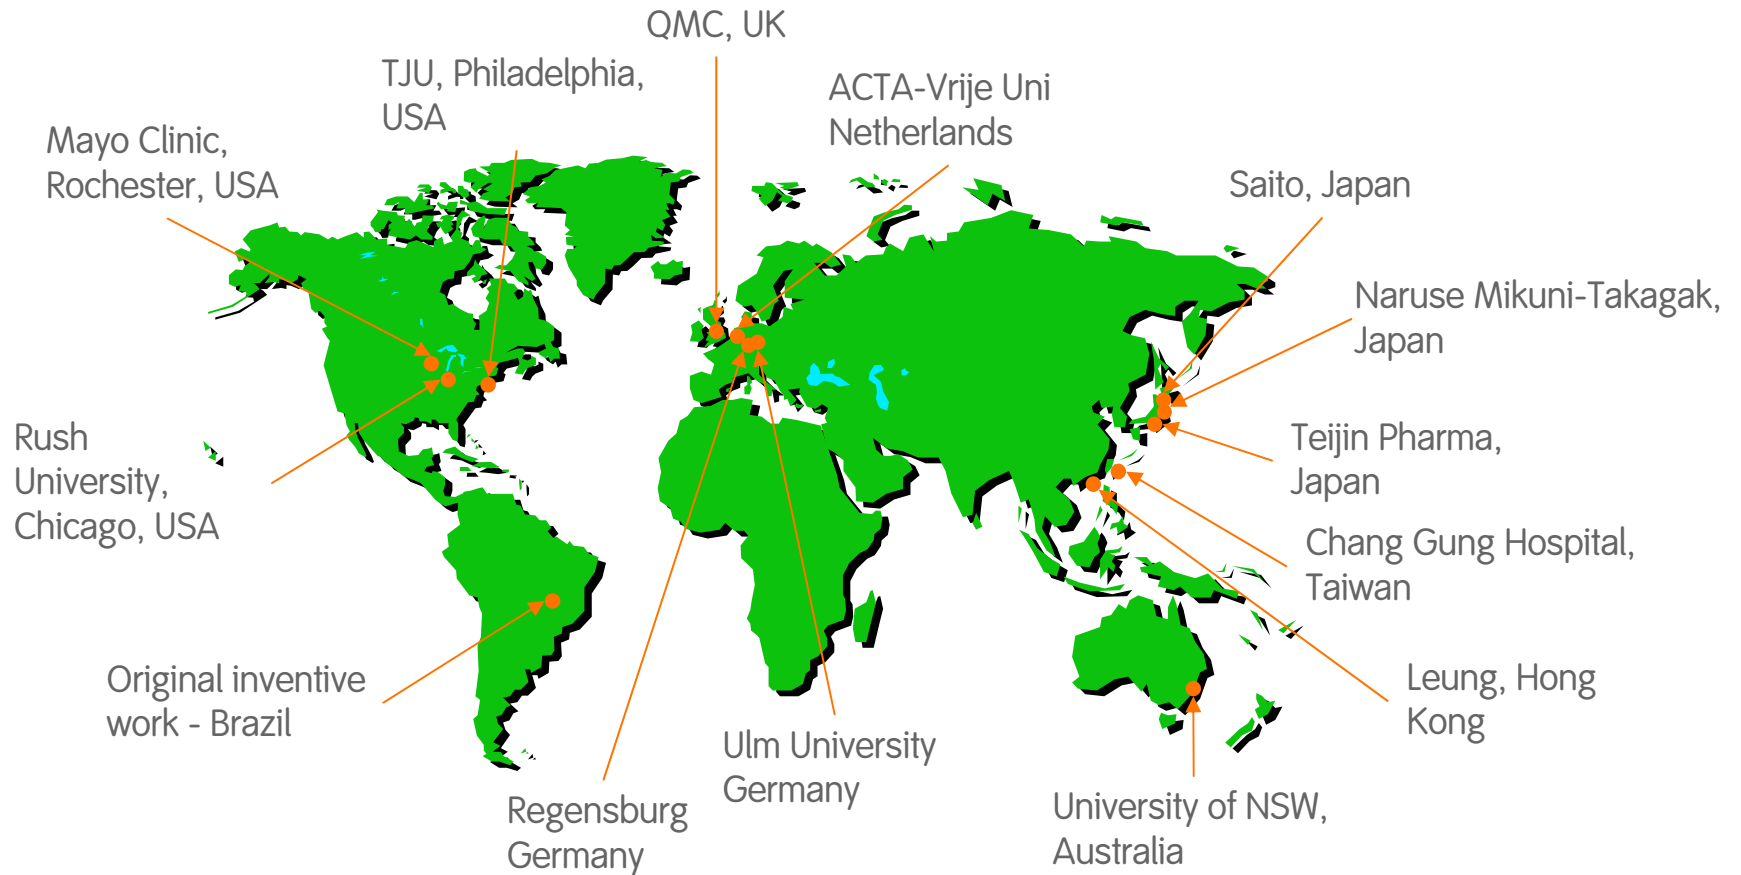 QMC, UK
TJU, Philadelphia,
USA
ACTA-Vrije Uni
Netherlands
Mayo Clinic,
Rochester, USA
Saito, Japan
Naruse Mikuni-Takagak,
Japan
Rush
University,
Chicago, USA
Teijin Pharma,
Japan
Chang Gung Hospital,
Taiwan
Original inventive
work - Brazil
Leung, Hong
Kong
Ulm University
Germany
Regensburg
Germany
University of NSW,
Australia